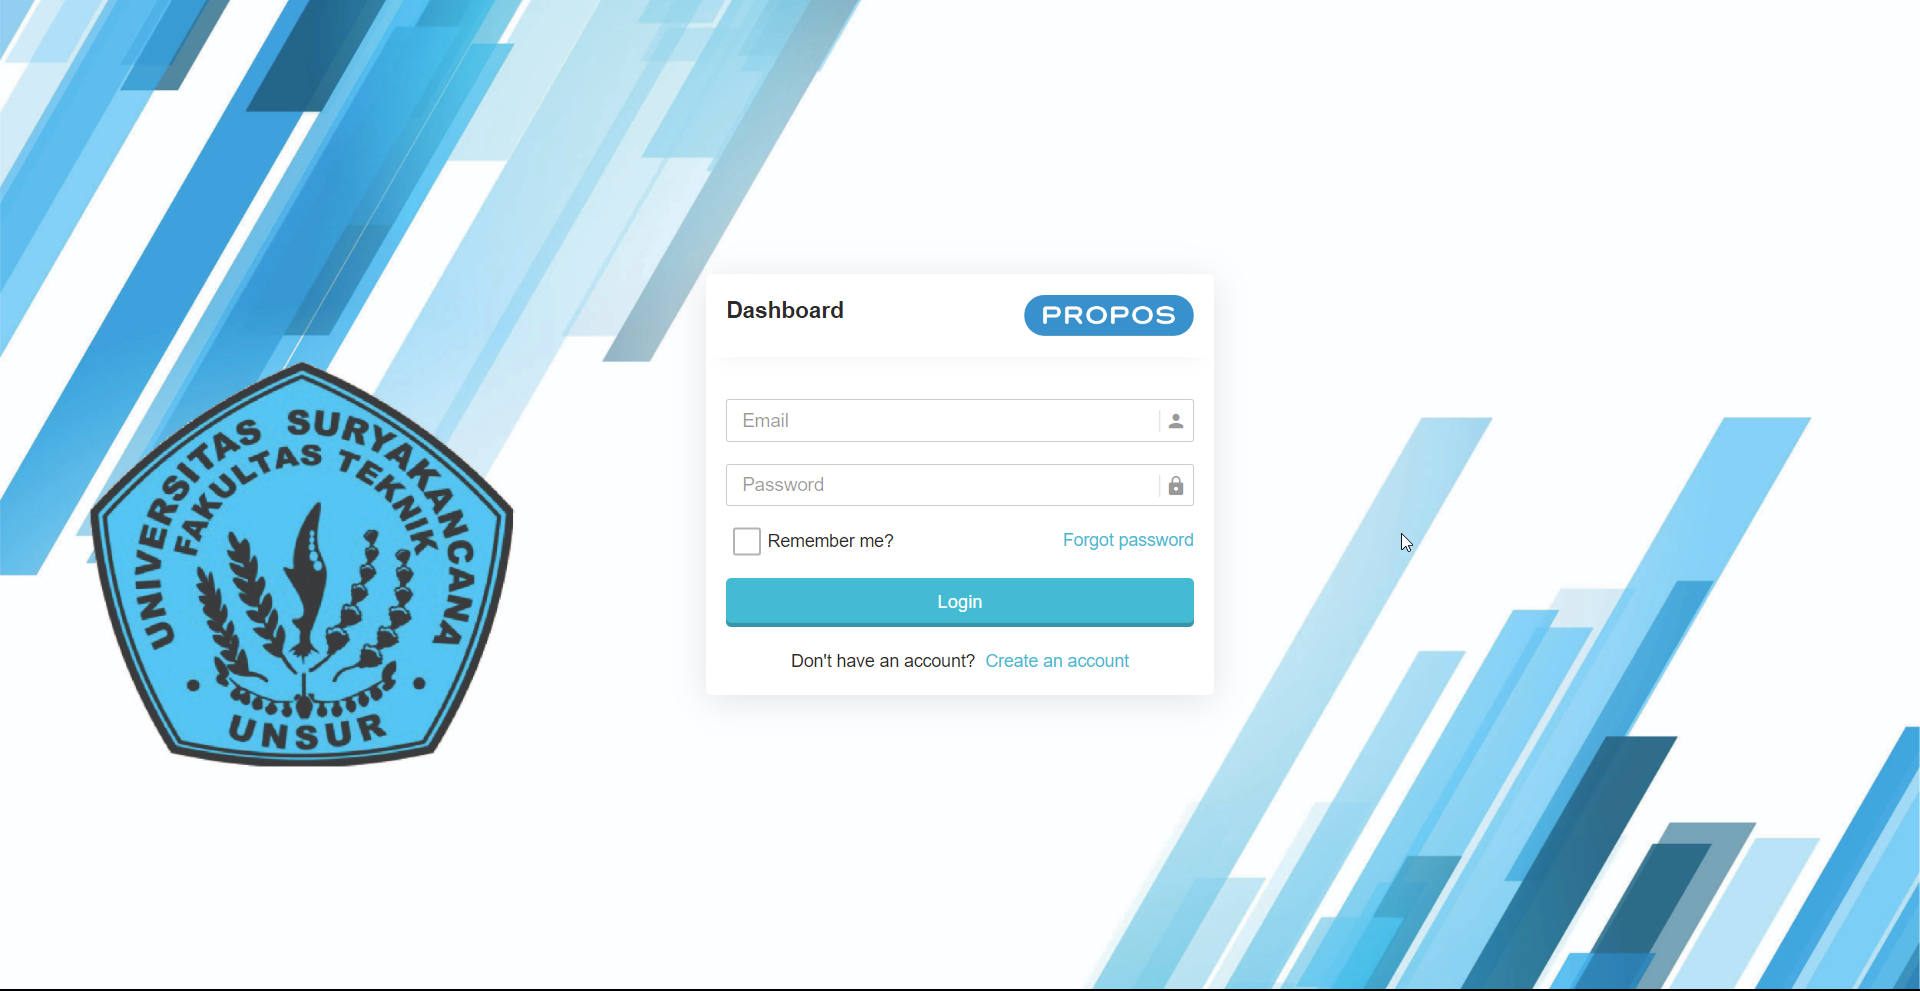 UNIVERSITAS SURYAKANCANA
FAKULTAS TEKNIK
UNSUR
Dashboard
PROPOS
Email
Password
Remember me?
Forgot password
Login
Don't have an account? Create an account